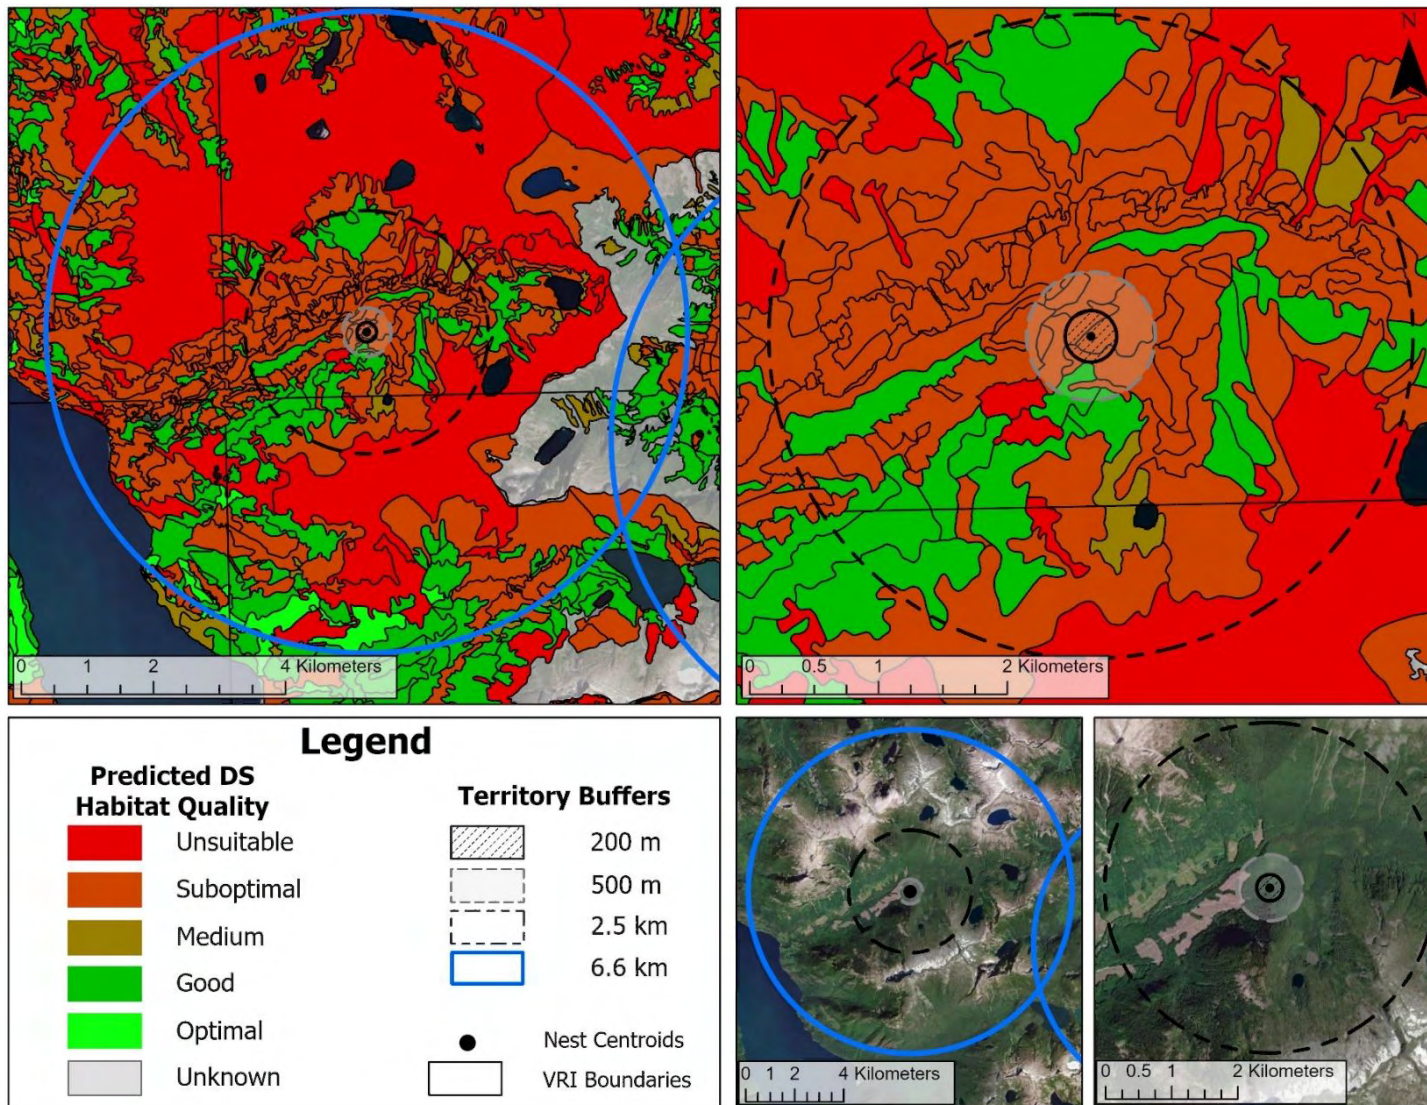 N
0 1 2 4 Kilometers
0 0.5 1 2 Kilometers
Legend
Predicted DS
Habitat Quality
Unsuitable
Suboptimal
Medium
Good
Optimal
Unknown
Territory Buffers
200 m
500 m
2.5 km
6.6 km
Nest Centroids
VRI Boundaries
0 1 2 4 Kilometers
0 0.5 1 2 Kilometers